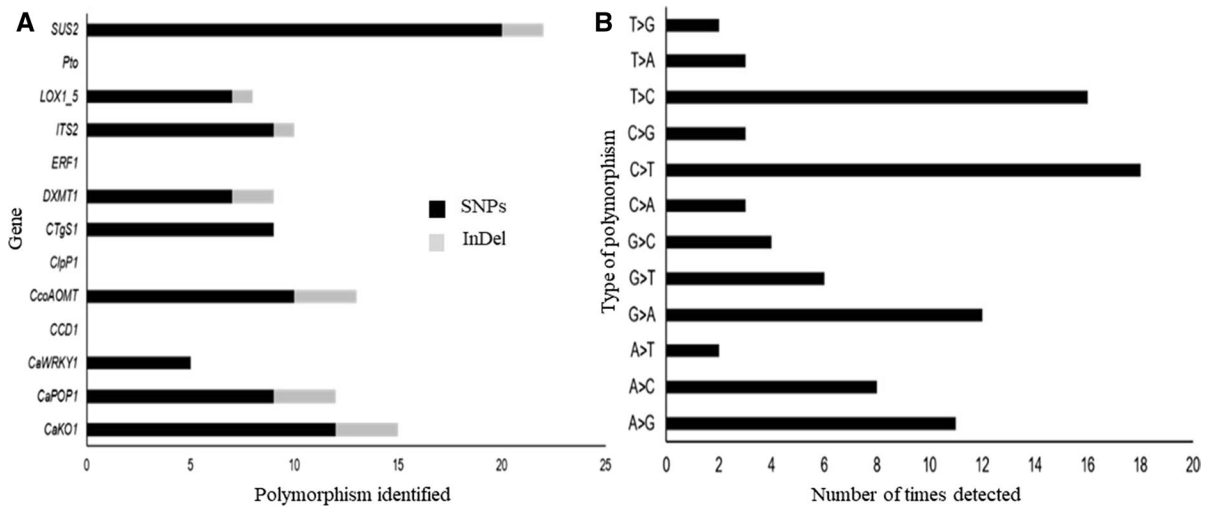 A
SUS2
Pto
LOX1_5
ITS2
ERF1
DXMT1
CTgS1
ClpP1
CcoAOMT
CCD1
CaWRKY1
CaPOP1
CaKO1
Gene
0 5 10 15 20 25
Polymorphism identified
SNPs
InDel
B
T>G
T>A
T>C
C>G
C>T
C>A
G>C
G>T
G>A
A>T
A>C
A>G
Type of polymorphism
0 2 4 6 8 10 12 14 16 18 20
Number of times detected